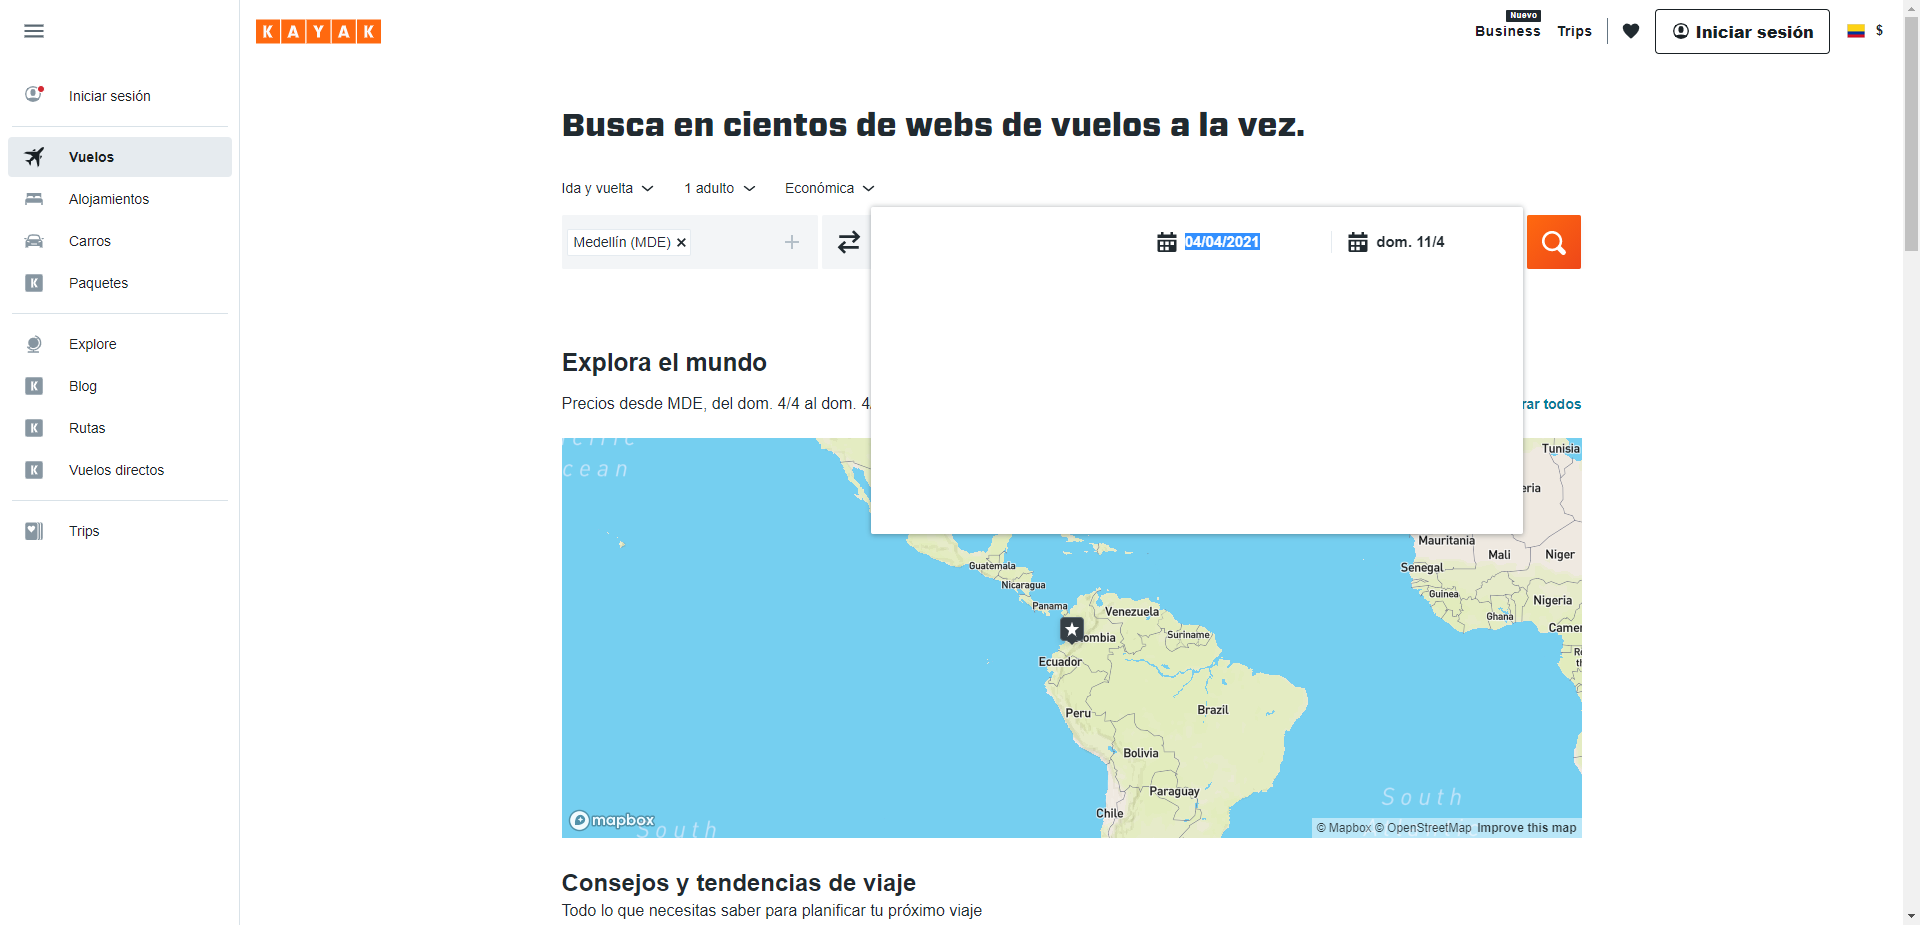 KAYAK
Nuevo
Business
Trips
Iniciar sesión
$
Iniciar sesión
Vuelos
Alojamientos
Carros
Paquetes
Explore
Blog
Rutas
Vuelos directos
Trips
Busca en cientos de webs de vuelos a la vez.
Ida y vuelta
1 adulto
Económica
Medellín (MDE)
04/04/2021
dom. 11/4
Explora el mundo
Precios desde MDE, del dom. 4/4 al dom. 4
rar todos
cean
Tunisia
eria
Mauritania
Mali
Niger
Senegal
Guatemala
Nicaragua
Guinea
Nigeria
Panama
Venezuela
Ghana
Camer
Suriname
ombia
Ecuador
Peru
Brazil
Bolivia
Paraguay
Chile
South
mapbox
South
© Mapbox © OpenStreetMap Improve this map
Consejos y tendencias de viaje
Todo lo que necesitas saber para planificar tu próximo viaje